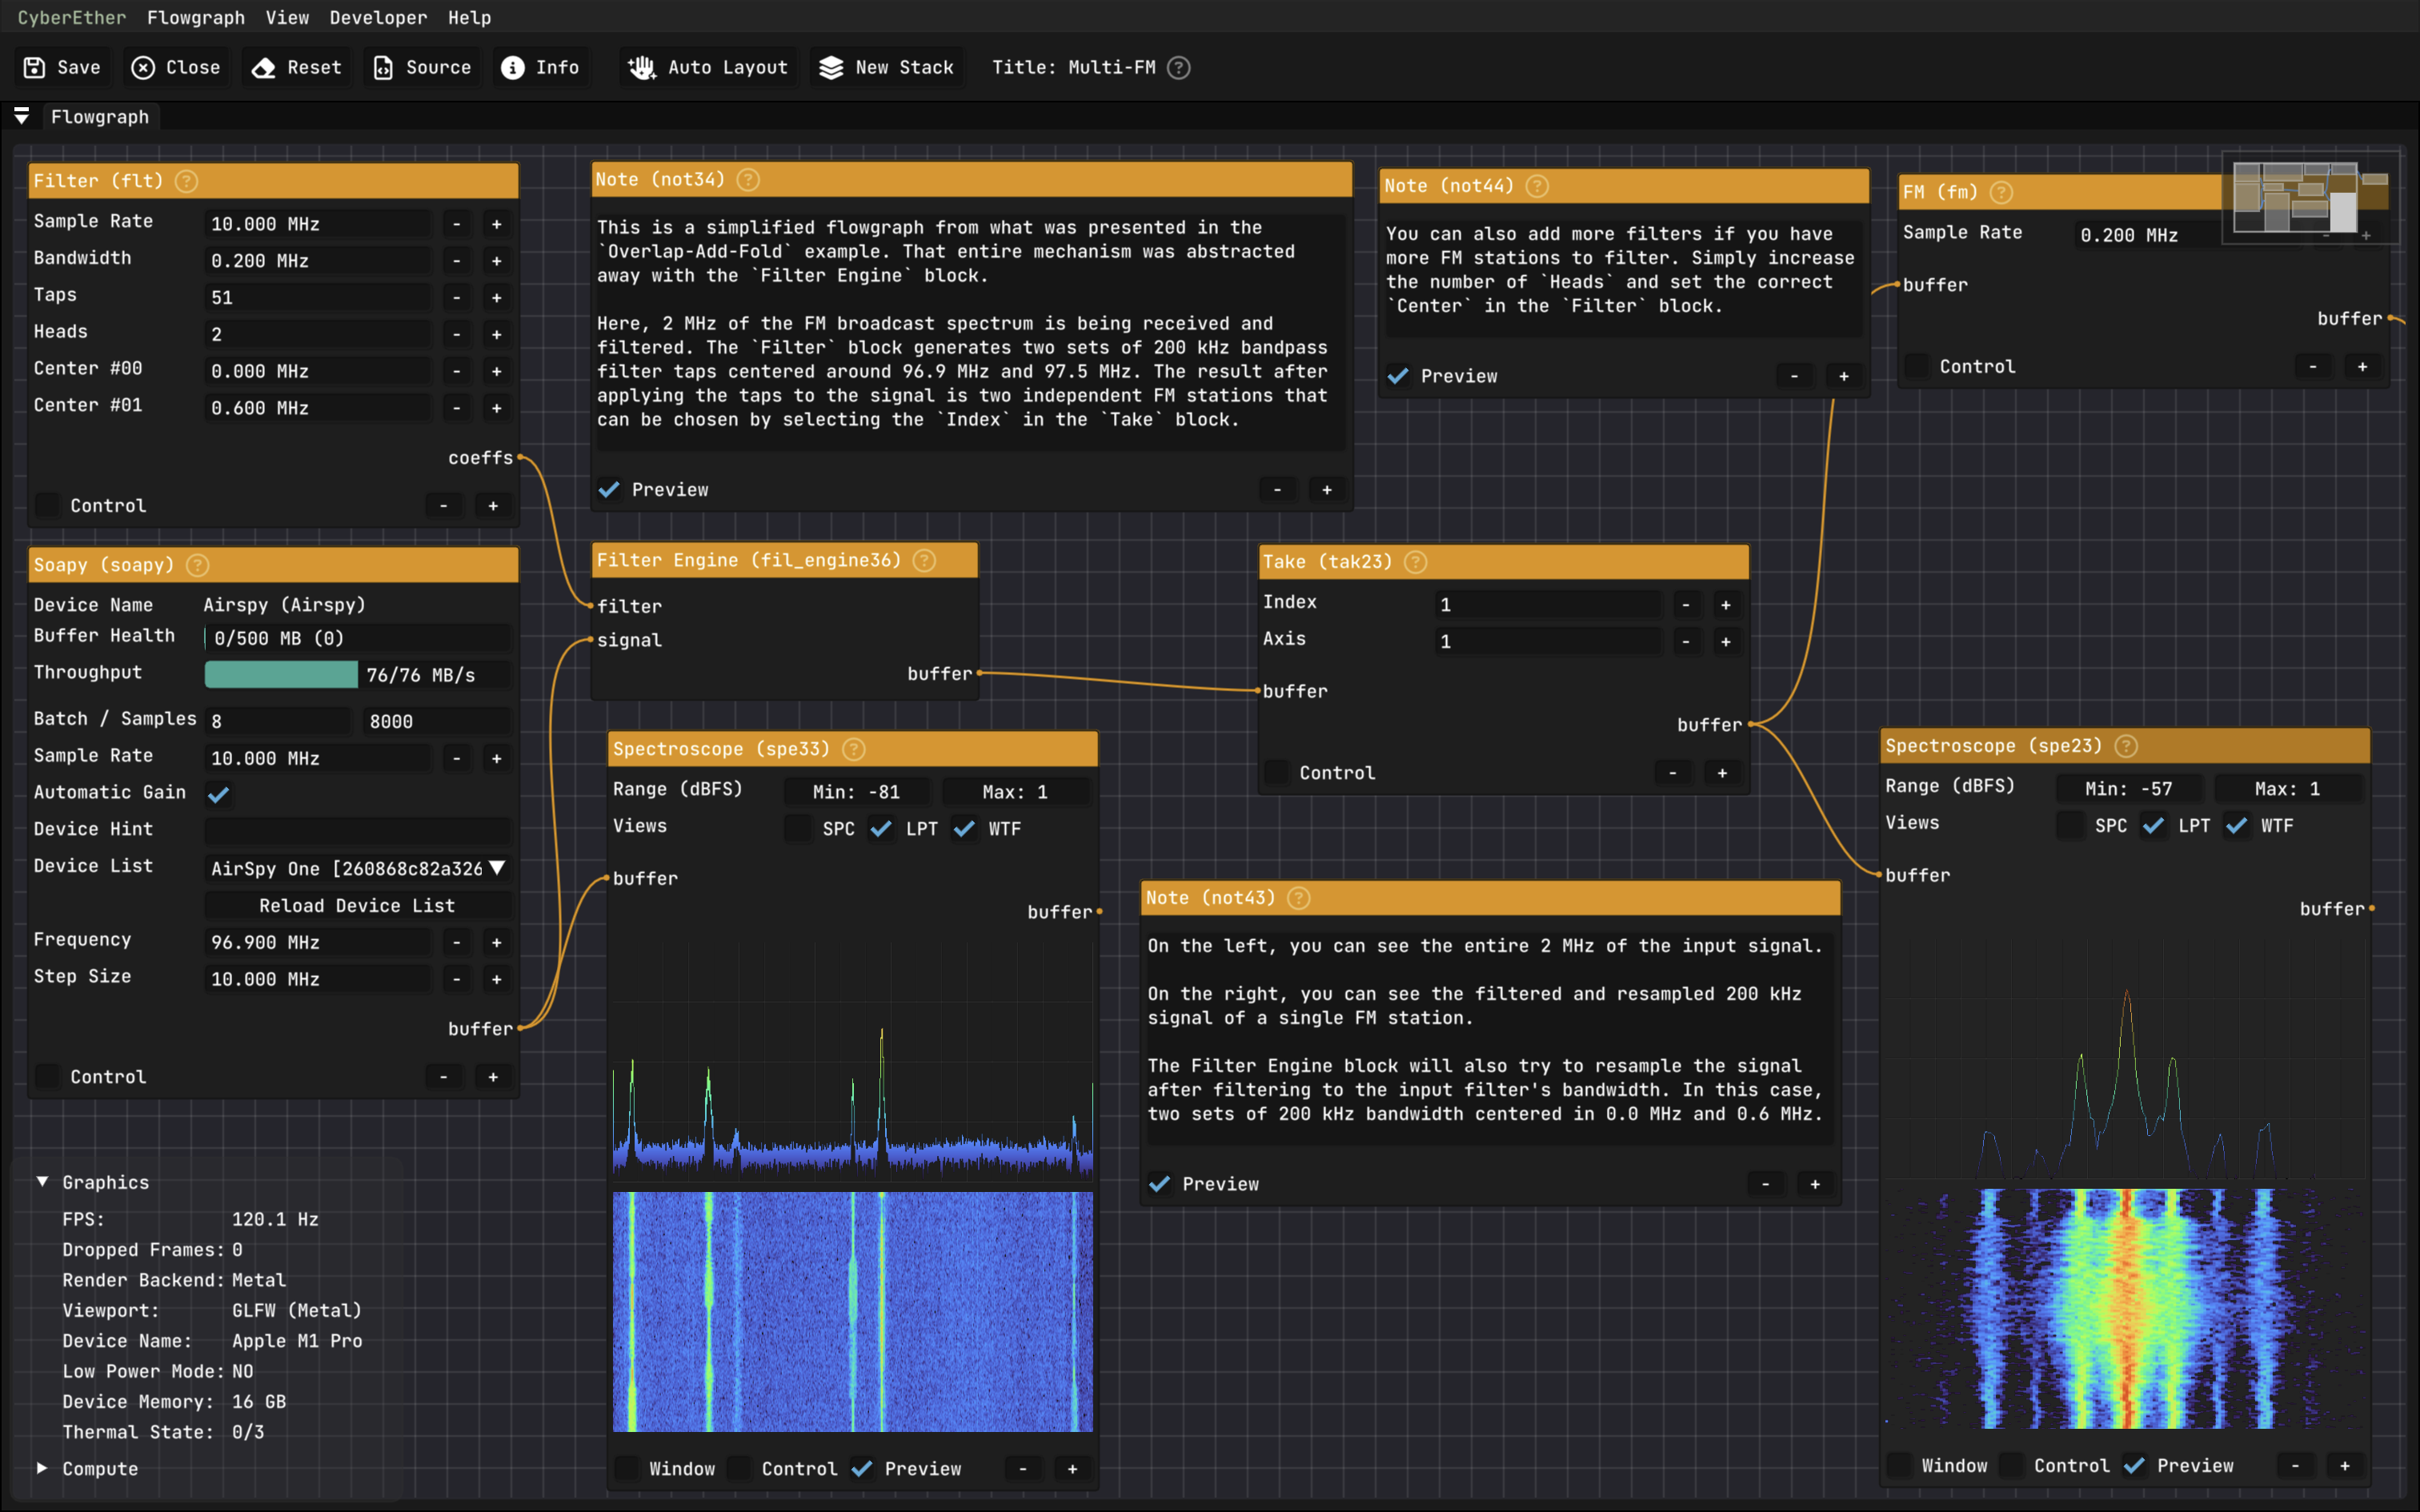 CyberEther Flowgraph View Developer Help
Save Close Reset Source Info Auto Layout New Stack Title: Multi-FM ?
Flowgraph
Filter (flt) ?
Sample Rate 10.000 MHz - +
Bandwidth 0.200 MHz - +
Taps 51 - +
Heads 2 - +
Center #00 0.000 MHz - +
Center #01 0.600 MHz - +
coeffs
Control - +
Note (not34) ?
This is a simplified flowgraph from what was presented in the
`Overlap-Add-Fold` example. That entire mechanism was abstracted
away with the `Filter Engine` block.
Here, 2 MHz of the FM broadcast spectrum is being received and
filtered. The `Filter` block generates two sets of 200 kHz bandpass
filter taps centered around 96.9 MHz and 97.5 MHz. The result after
applying the taps to the signal is two independent FM stations that
can be chosen by selecting the `Index` in the `Take` block.
Preview - +
Note (not44) ?
You can also add more filters if you have
more FM stations to filter. Simply increase
the number of `Heads` and set the correct
`Center` in the `Filter` block.
Preview - +
FM (fm) ?
Sample Rate 0.200 MHz - +
buffer
buffer
Control - +
Soapy (soapy) ?
Device Name Airspy (Airspy)
Buffer Health 0/500 MB (0)
Throughput 76/76 MB/s
Batch / Samples 8 8000
Sample Rate 10.000 MHz - +
Automatic Gain
Device Hint
Device List AirSpy One [260868c82a326
Reload Device List
Frequency 96.900 MHz - +
Step Size 10.000 MHz - +
buffer
Control - +
Filter Engine (fil_engine36) ?
filter
signal
buffer
Take (tak23) ?
Index 1 - +
Axis 1 - +
buffer
buffer
Control - +
Spectroscope (spe33) ?
Range (dBFS) Min: -81 Max: 1
Views SPC LPT WTF
buffer
buffer
Window Control Preview - +
Note (not43) ?
On the left, you can see the entire 2 MHz of the input signal.
On the right, you can see the filtered and resampled 200 kHz
signal of a single FM station.
The Filter Engine block will also try to resample the signal
after filtering to the input filter's bandwidth. In this case,
two sets of 200 kHz bandwidth centered in 0.0 MHz and 0.6 MHz.
Preview - +
Spectroscope (spe23) ?
Range (dBFS) Min: -57 Max: 1
Views SPC LPT WTF
buffer
buffer
Window Control Preview - +
Graphics
FPS: 120.1 Hz
Dropped Frames: 0
Render Backend: Metal
Viewport: GLFW (Metal)
Device Name: Apple M1 Pro
Low Power Mode: NO
Device Memory: 16 GB
Thermal State: 0/3
Compute